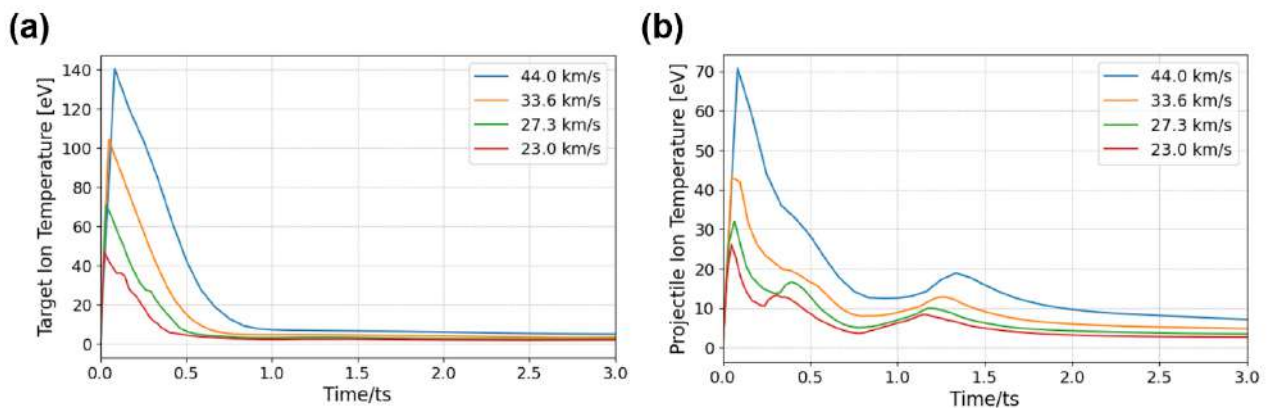 (a)
Target Ion Temperature [eV]
140
120
100
80
60
40
20
0
44.0 km/s
33.6 km/s
27.3 km/s
23.0 km/s
0.0 0.5 1.0 1.5 2.0 2.5 3.0
Time/ts
(b)
Projectile Ion Temperature [eV]
70
60
50
40
30
20
10
0
44.0 km/s
33.6 km/s
27.3 km/s
23.0 km/s
0.0 0.5 1.0 1.5 2.0 2.5 3.0
Time/ts